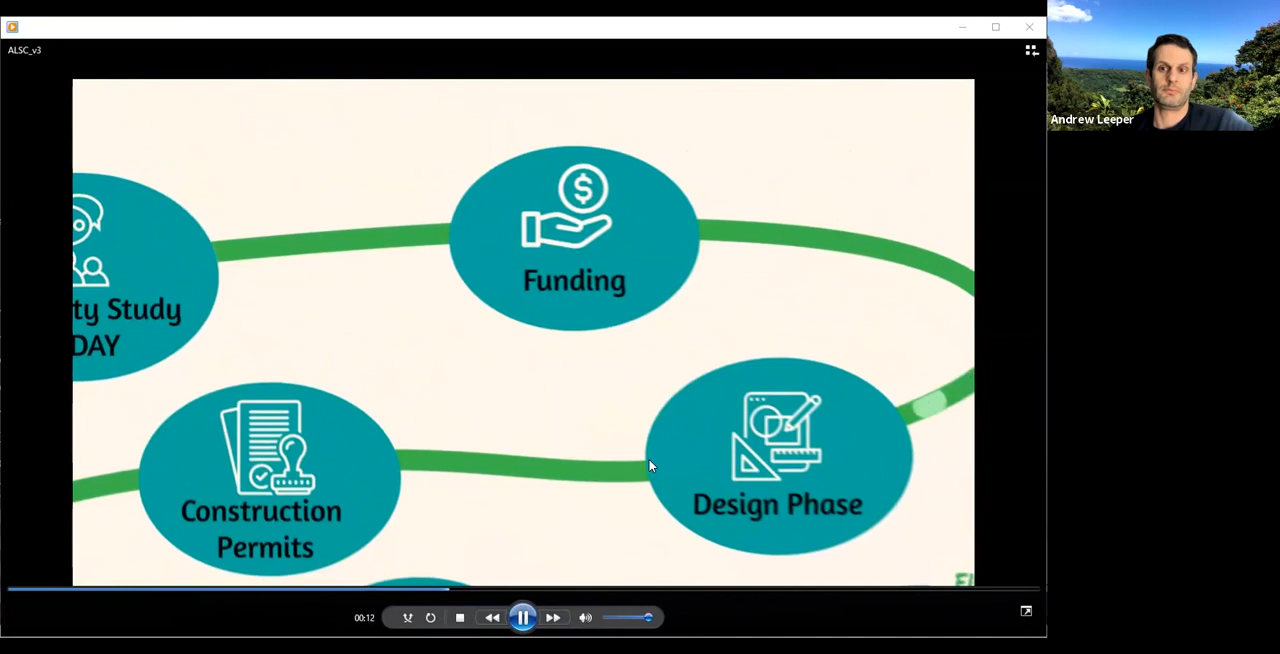 ALSC_v3
Andrew Leeper
$
Funding
ty Study
DAY
Design Phase
Construction
Permits
00:12